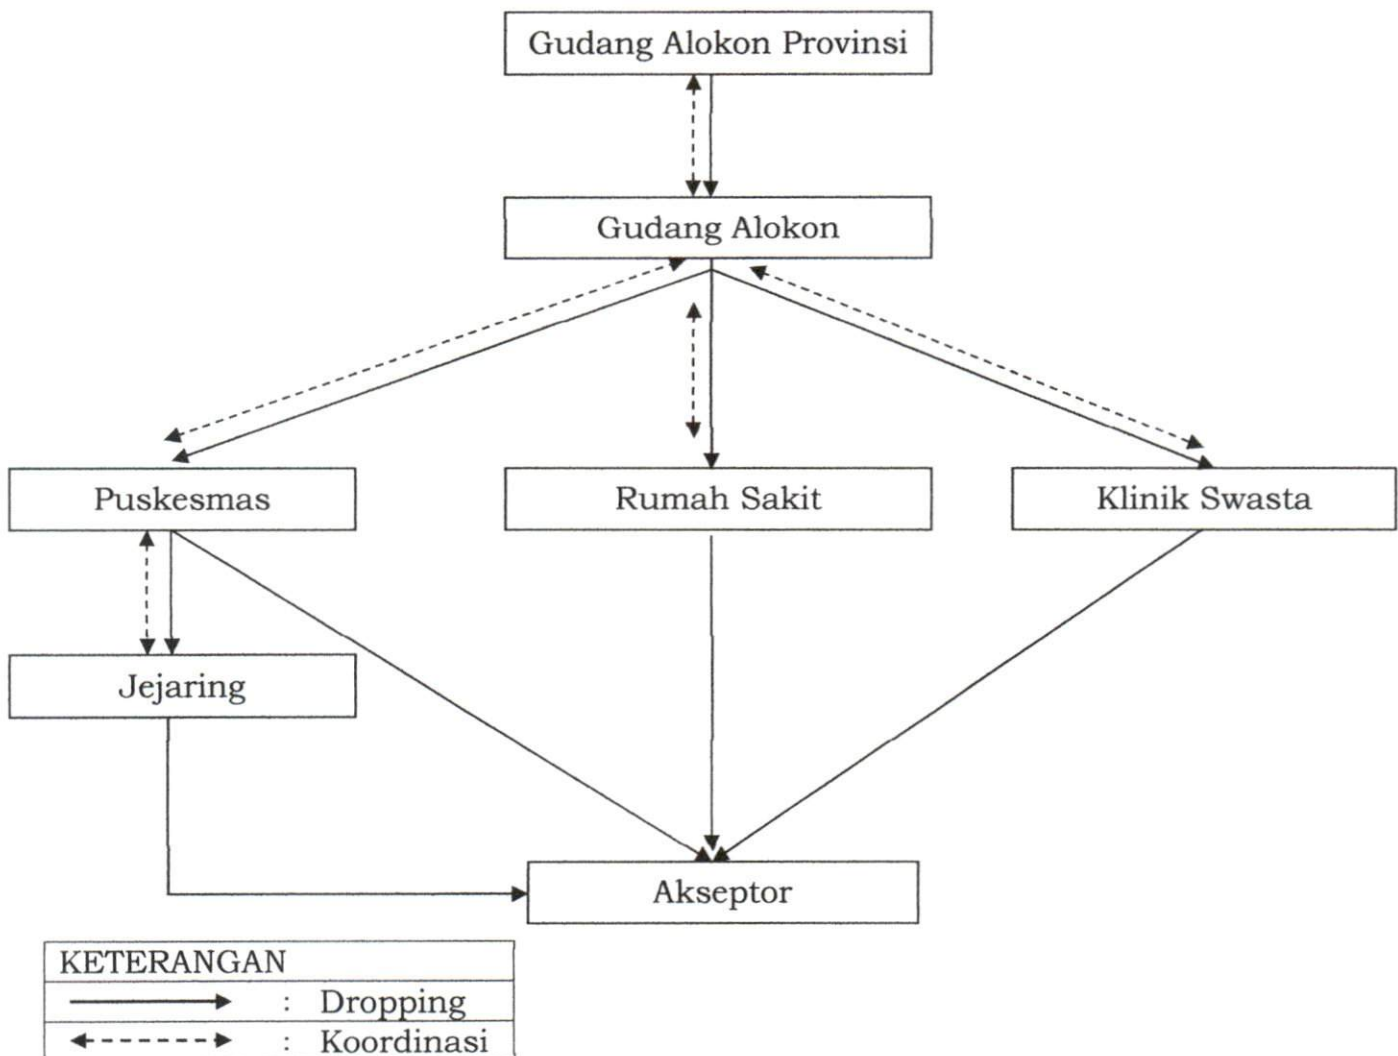 Gudang Alokon Provinsi
Gudang Alokon
Puskesmas
Rumah Sakit
Klinik Swasta
Jejaring
Akseptor
KETERANGAN
: Dropping
: Koordinasi